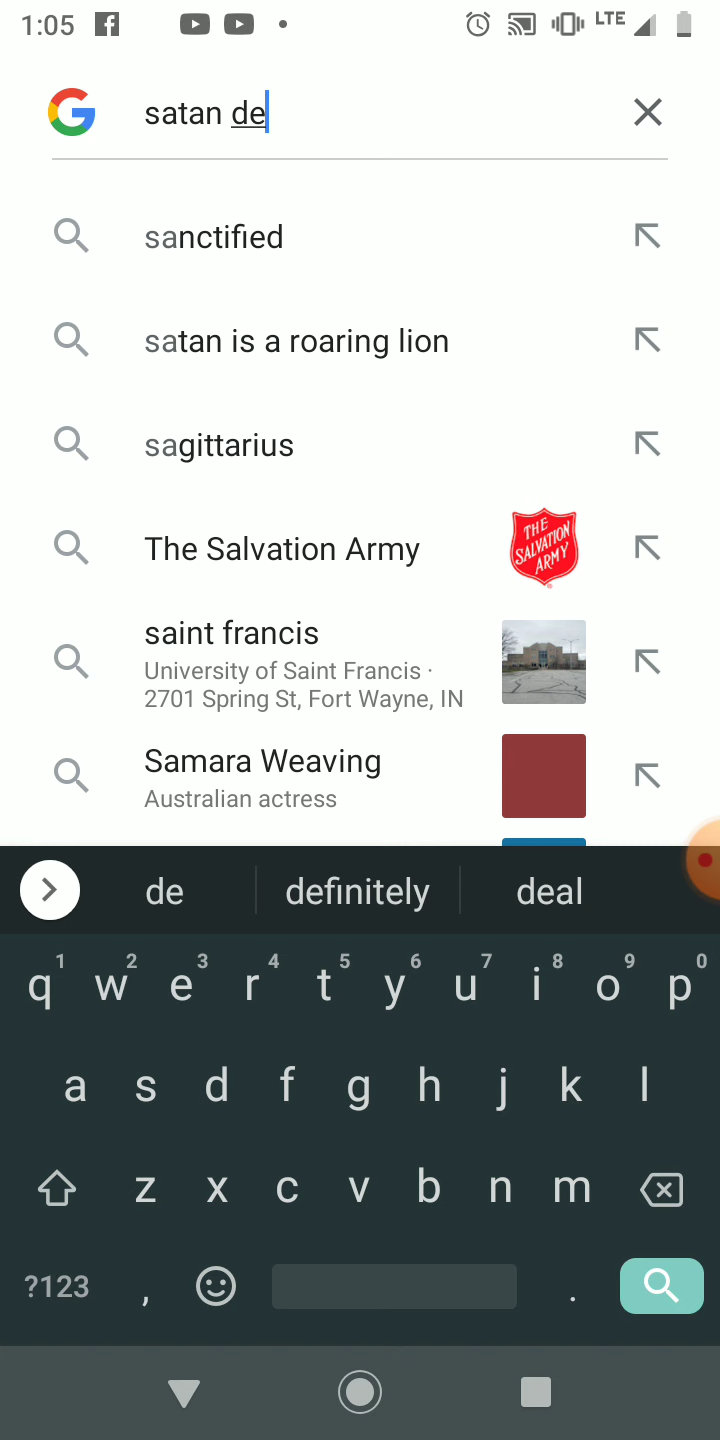 1:05 LTE
satan de
sanctified
satan is a roaring lion
sagittarius
The Salvation Army
THE
SALVATION
ARMY
saint francis
University of Saint Francis ·
2701 Spring St, Fort Wayne, IN
Samara Weaving
Australian actress
de definitely deal
1 2 3 4 5 6 7 8 9 0
q w e r t y u i o p
a s d f g h j k l
z x c v b n m
?123 , .